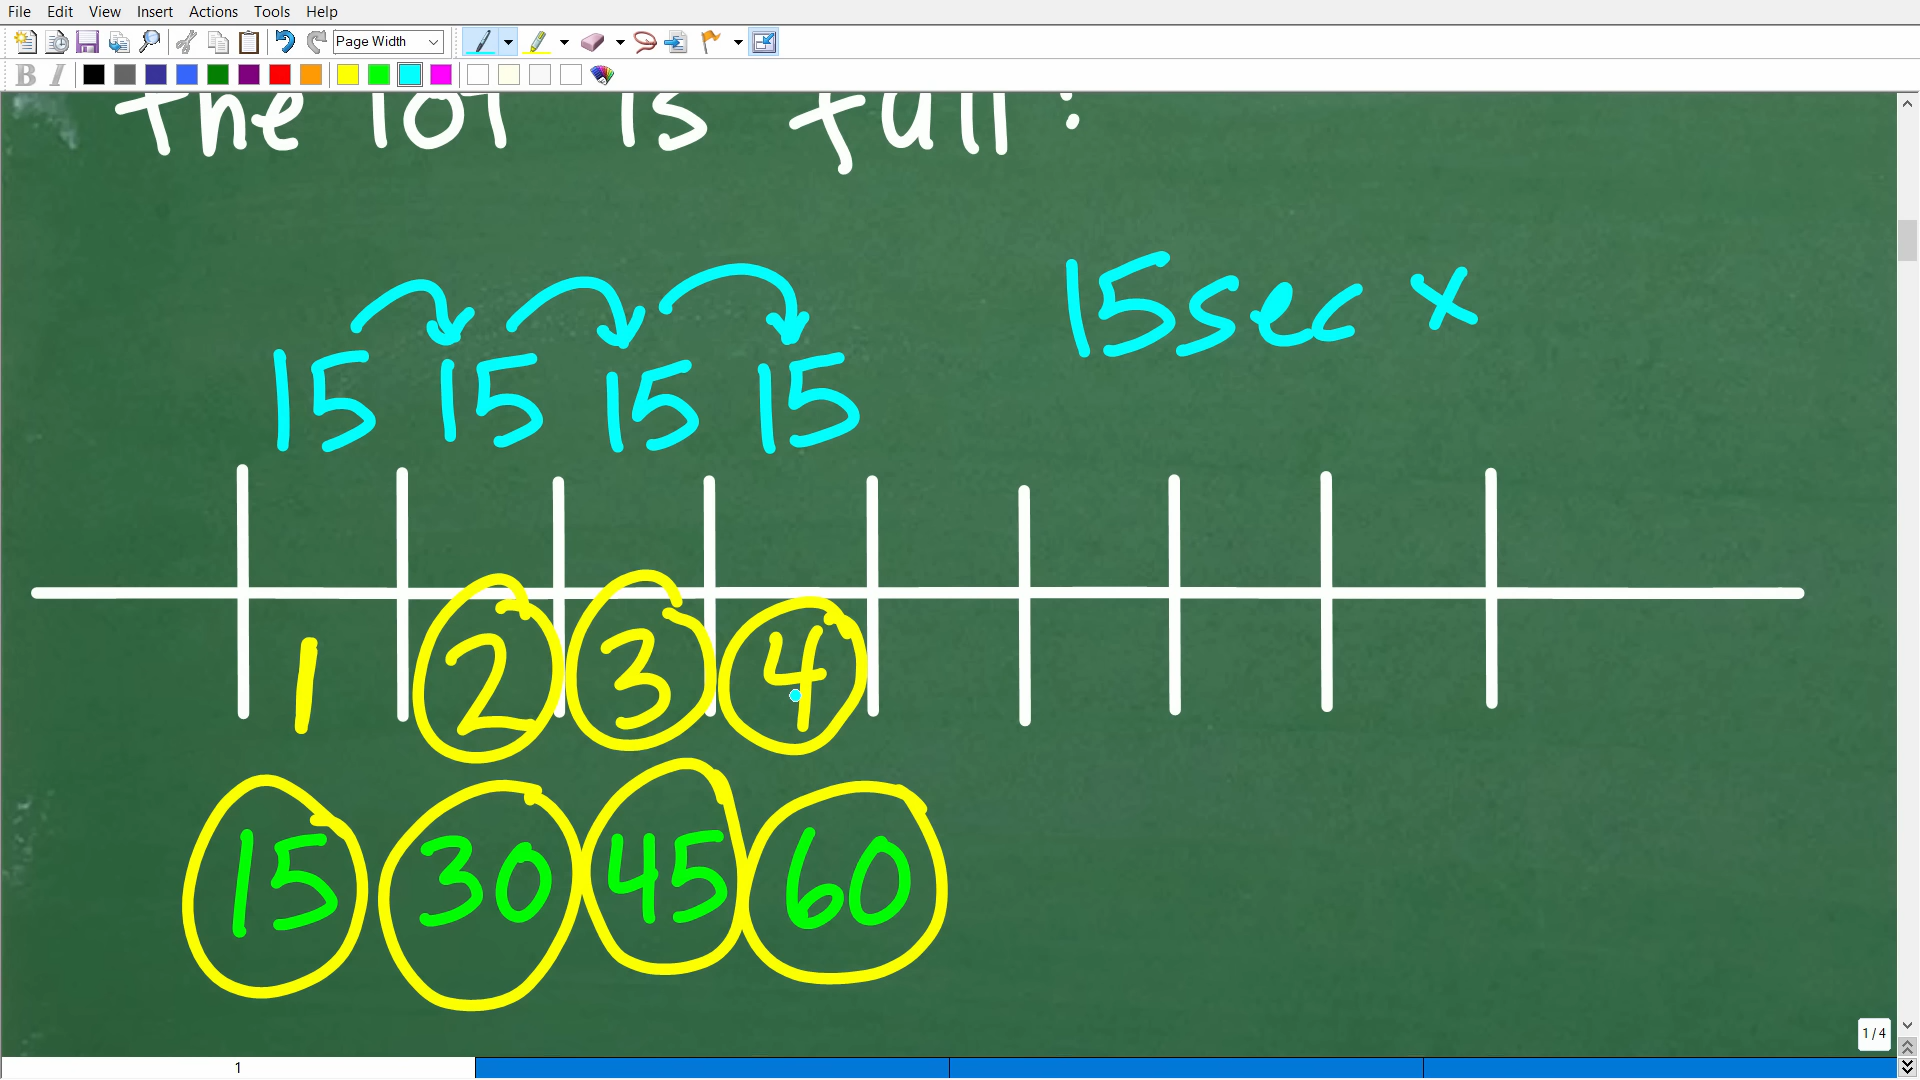 File Edit View Insert Actions Tools Help
Page Width
B I
the lot is full?
15 15 15 15 15sec x
1 2 3 4
15 30 45 60
1/4
1